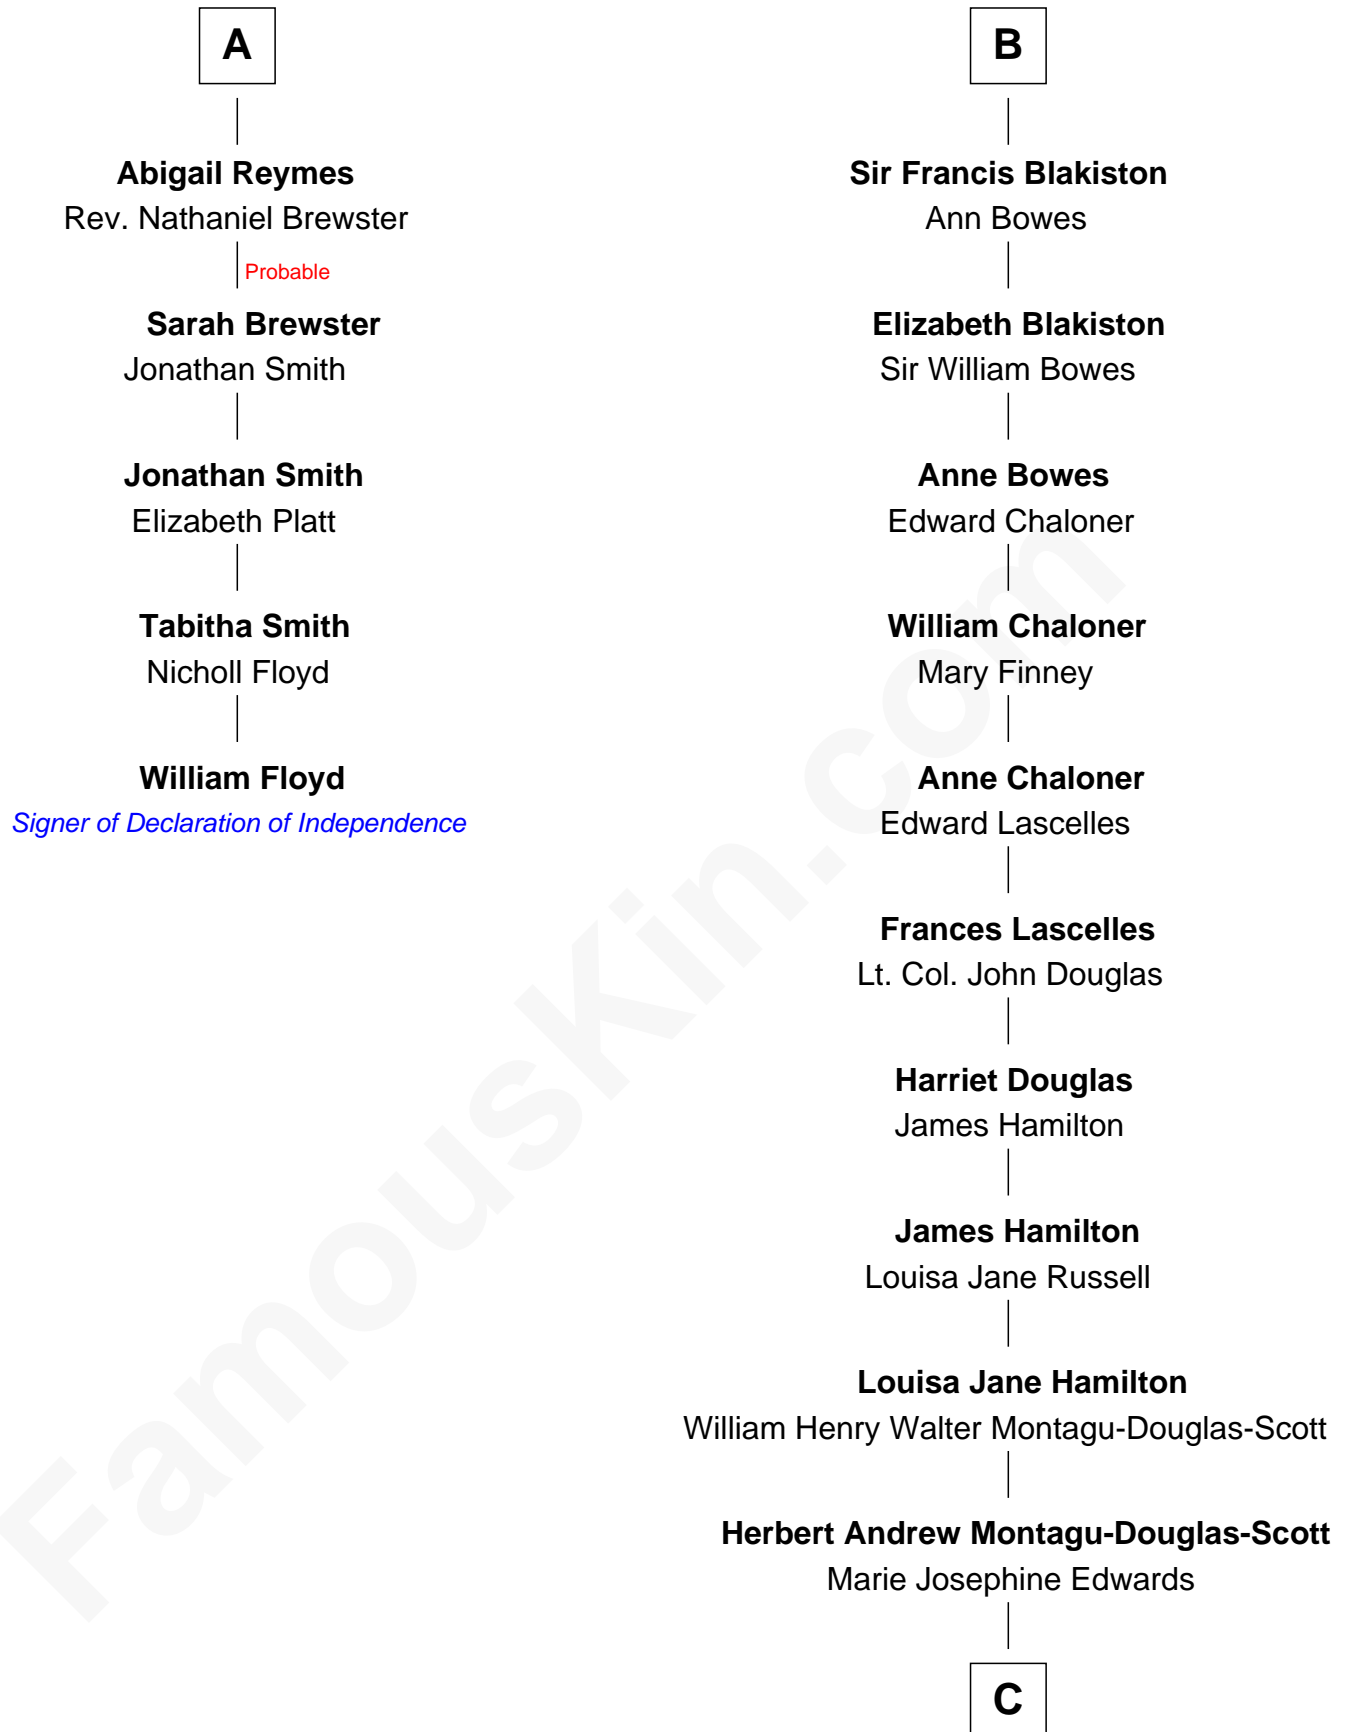 A
Abigail Reymes
Rev. Nathaniel Brewster
Probable
Sarah Brewster
Jonathan Smith
Jonathan Smith
Elizabeth Platt
Tabitha Smith
Nicholl Floyd
William Floyd
Signer of Declaration of Independence
B
Sir Francis Blakiston
Ann Bowes
Elizabeth Blakiston
Sir William Bowes
Anne Bowes
Edward Chaloner
William Chaloner
Mary Finney
Anne Chaloner
Edward Lascelles
Frances Lascelles
Lt. Col. John Douglas
Harriet Douglas
James Hamilton
James Hamilton
Louisa Jane Russell
Louisa Jane Hamilton
William Henry Walter Montagu-Douglas-Scott
Herbert Andrew Montagu-Douglas-Scott
Marie Josephine Edwards
C
FamousKin.com